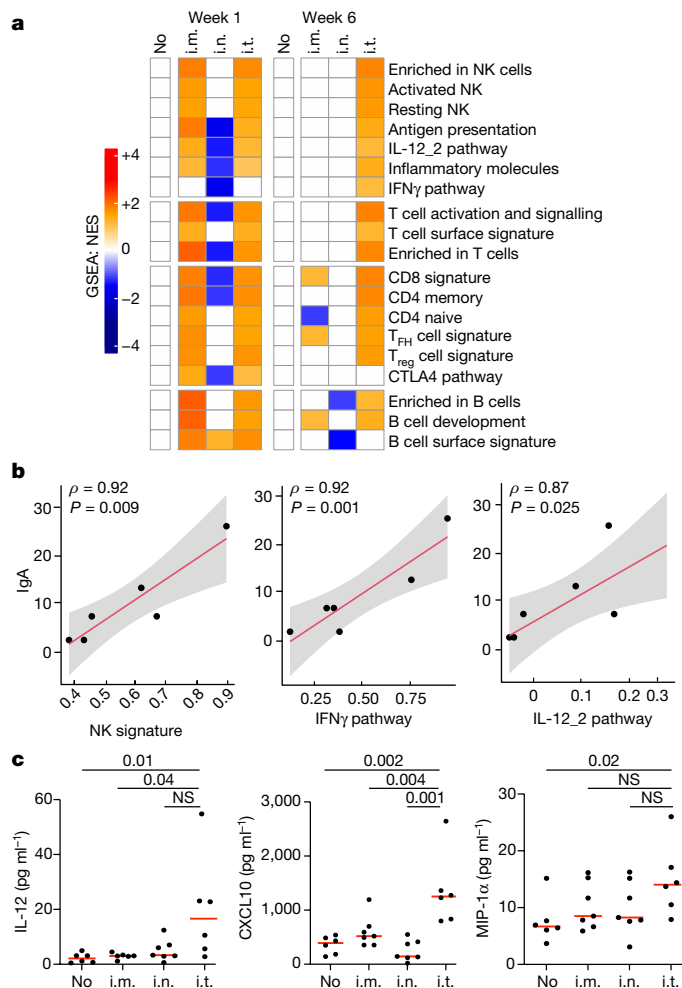 a
Week 1
Week 6
No
i.m.
i.n.
i.t.
No
i.m.
i.n.
i.t.
Enriched in NK cells
Activated NK
Resting NK
Antigen presentation
IL-12_2 pathway
Inflammatory molecules
IFNγ pathway
T cell activation and signalling
T cell surface signature
Enriched in T cells
CD8 signature
CD4 memory
CD4 naive
TFH cell signature
Treg cell signature
CTLA4 pathway
Enriched in B cells
B cell development
B cell surface signature
GSEA: NES
+4
+2
0
−2
−4
b
ρ = 0.92
P = 0.009
IgA
30
20
10
0
0.4 0.5 0.6 0.7 0.8 0.9
NK signature
ρ = 0.92
P = 0.001
30
20
10
0
0.25 0.50 0.75
IFNγ pathway
ρ = 0.87
P = 0.025
30
20
10
0
0 0.1 0.2 0.3
IL-12_2 pathway
c
0.01
0.04
NS
IL-12 (pg ml−1)
60
40
20
0
No i.m. i.n. i.t.
0.002
0.004
0.001
CXCL10 (pg ml−1)
3,000
2,000
1,000
0
No i.m. i.n. i.t.
0.02
NS
NS
MIP-1α (pg ml−1)
30
20
10
0
No i.m. i.n. i.t.